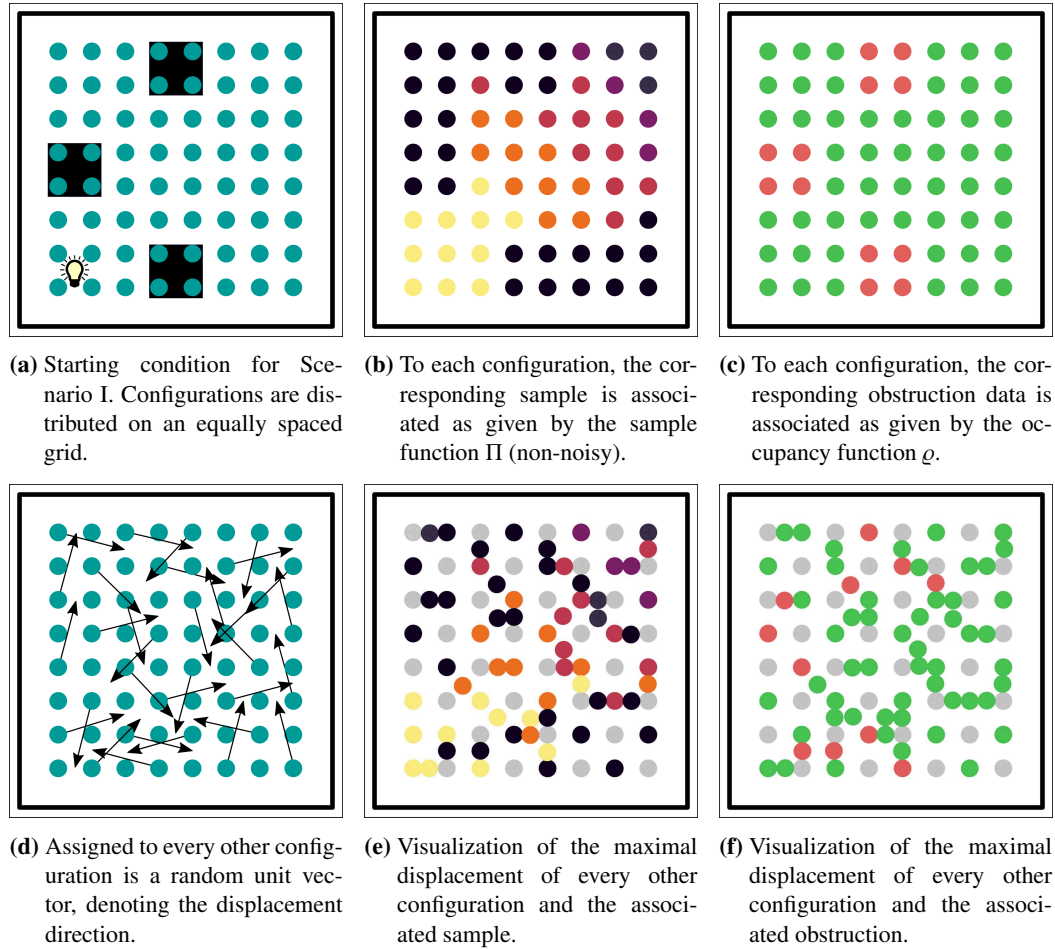 (a) Starting condition for Sce-
nario I. Configurations are dis-
tributed on an equally spaced
grid.
(b) To each configuration, the cor-
responding sample is associ-
ated as given by the sample
function Π (non-noisy).
(c) To each configuration, the cor-
responding obstruction data is
associated as given by the oc-
cupancy function ϱ.
(d) Assigned to every other config-
uration is a random unit vec-
tor, denoting the displacement
direction.
(e) Visualization of the maximal
displacement of every other
configuration and the associ-
ated sample.
(f) Visualization of the maximal
displacement of every other
configuration and the associ-
ated obstruction.